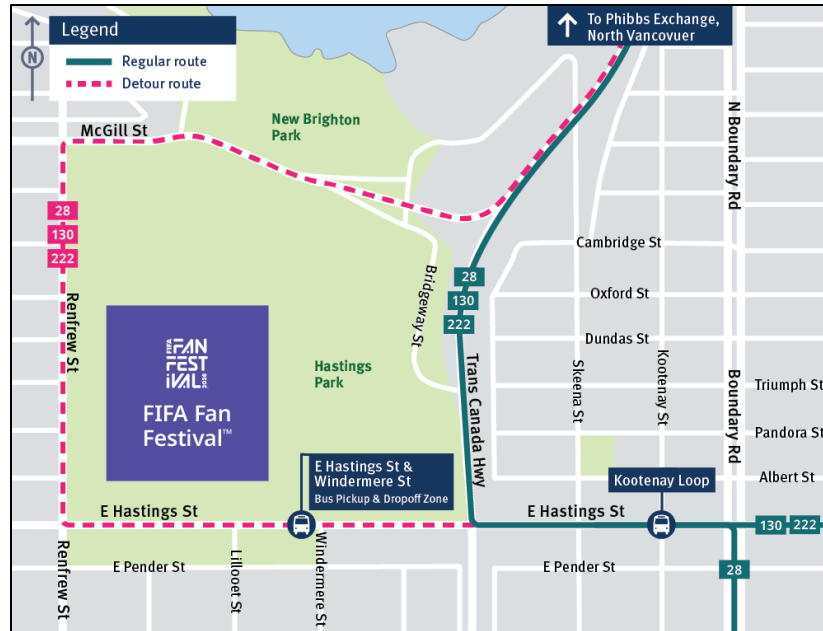 Legend
Regular route
Detour route
N
To Phibbs Exchange,
North Vancovuer
McGill St
New Brighton
Park
N Boundary Rd
28
130
222
Renfrew St
Cambridge St
Bridgeway St
28
130
222
Oxford St
Dundas St
FIFA
FAN
FEST
IVAL
2026
FIFA Fan
Festival™
Hastings
Park
Trans Canada Hwy
Skeena St
Kootenay St
Boundary Rd
Triumph St
Pandora St
Albert St
E Hastings St &
Windermere St
Bus Pickup & Dropoff Zone
Kootenay Loop
E Hastings St
E Hastings St
130 222
Renfrew St
E Pender St
Lillooet St
Windermere St
E Pender St
28